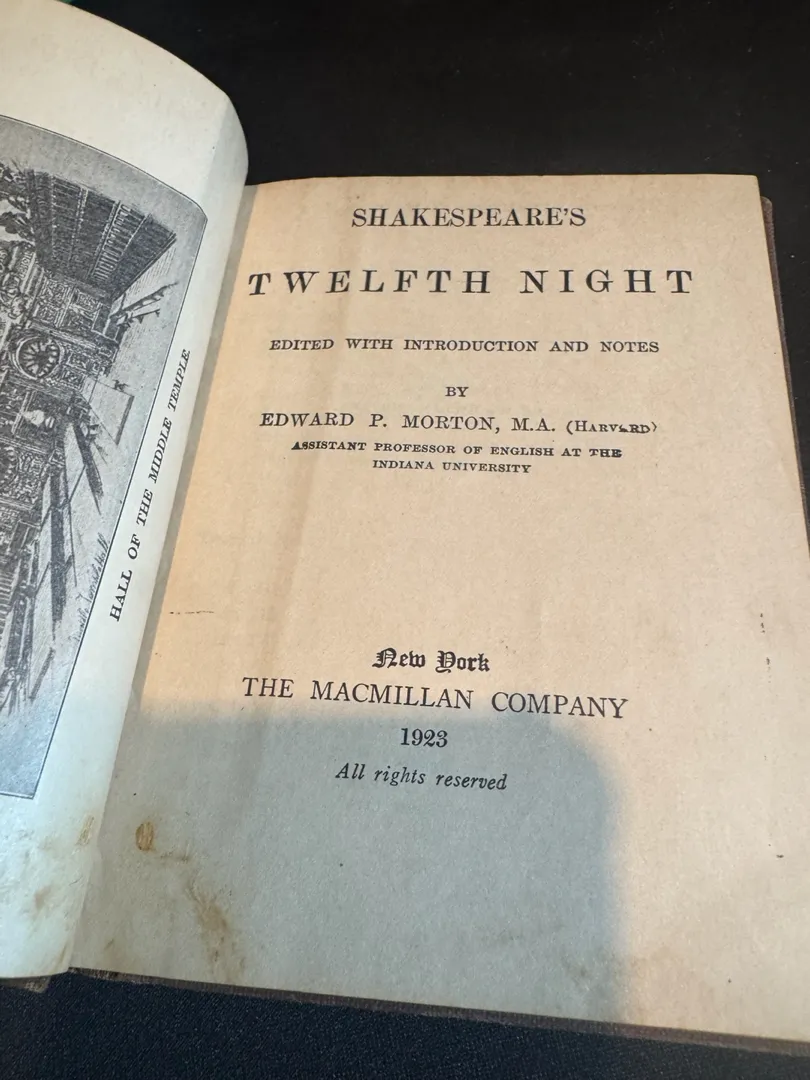 HALL OF THE MIDDLE TEMPLE
SHAKESPEARE'S
TWELFTH NIGHT
EDITED WITH INTRODUCTION AND NOTES
BY
EDWARD P. MORTON, M.A. (HARVARD)
ASSISTANT PROFESSOR OF ENGLISH AT THE
INDIANA UNIVERSITY
New York
THE MACMILLAN COMPANY
1923
All rights reserved